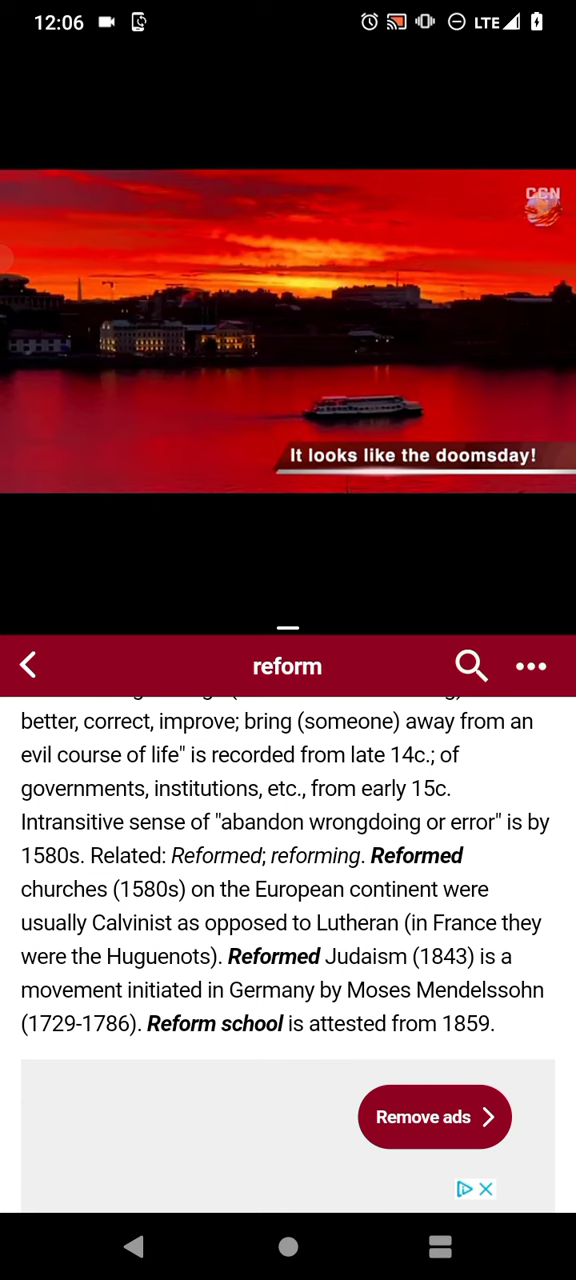 12:06
LTE
CGN
It looks like the doomsday!
reform
better, correct, improve; bring (someone) away from an
evil course of life" is recorded from late 14c.; of
governments, institutions, etc., from early 15c.
Intransitive sense of "abandon wrongdoing or error" is by
1580s. Related: Reformed; reforming. Reformed
churches (1580s) on the European continent were
usually Calvinist as opposed to Lutheran (in France they
were the Huguenots). Reformed Judaism (1843) is a
movement initiated in Germany by Moses Mendelssohn
(1729-1786). Reform school is attested from 1859.
Remove ads